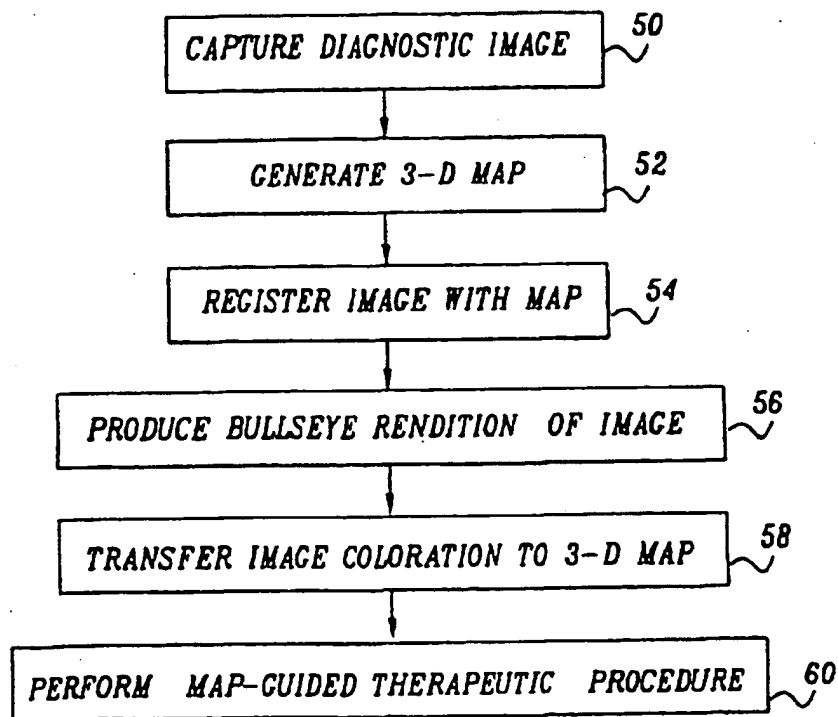 CAPTURE DIAGNOSTIC IMAGE 50
GENERATE 3-D MAP 52
REGISTER IMAGE WITH MAP 54
PRODUCE BULLSEYE RENDITION OF IMAGE 56
TRANSFER IMAGE COLORATION TO 3-D MAP 58
PERFORM MAP-GUIDED THERAPEUTIC PROCEDURE 60